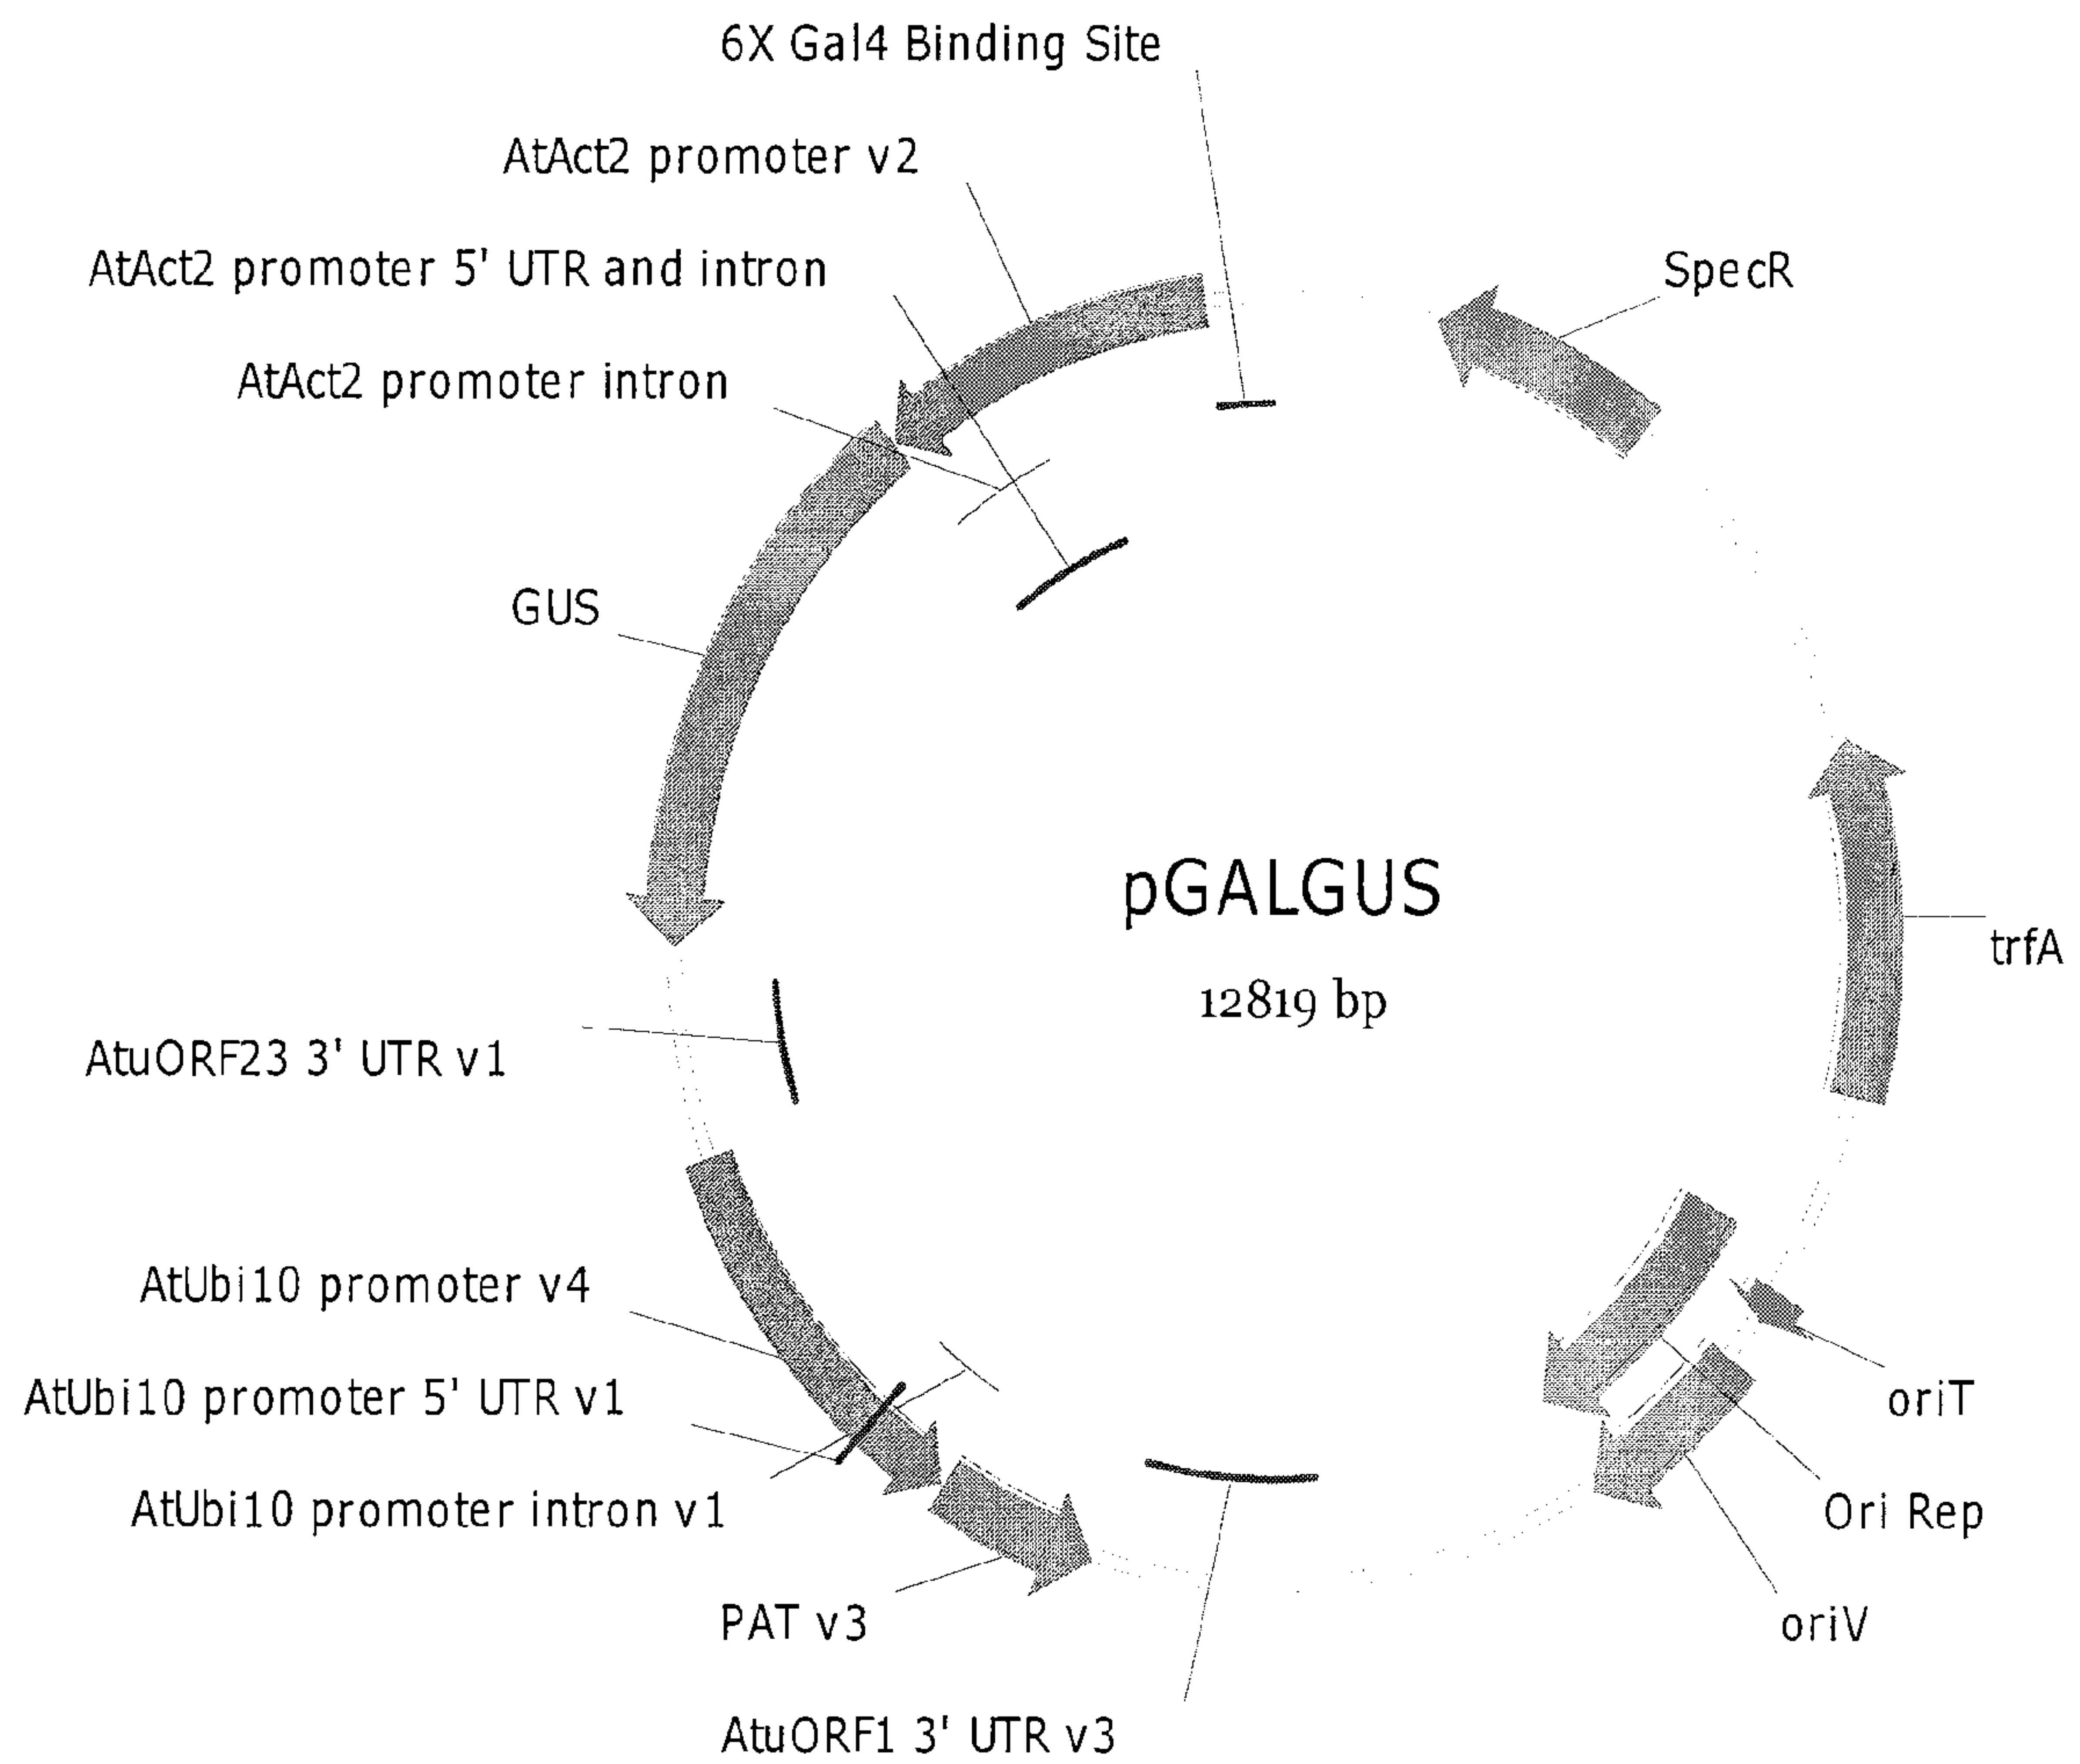 6X Gal4 Binding Site
AtAct2 promoter v2
AtAct2 promoter 5' UTR and intron
SpecR
AtAct2 promoter intron
GUS
pGALGUS
12819 bp
trfA
AtuORF23 3' UTR v1
AtUbi10 promoter v4
AtUbi10 promoter 5' UTR v1
oriT
AtUbi10 promoter intron v1
Ori Rep
PAT v3
oriV
AtuORF1 3' UTR v3